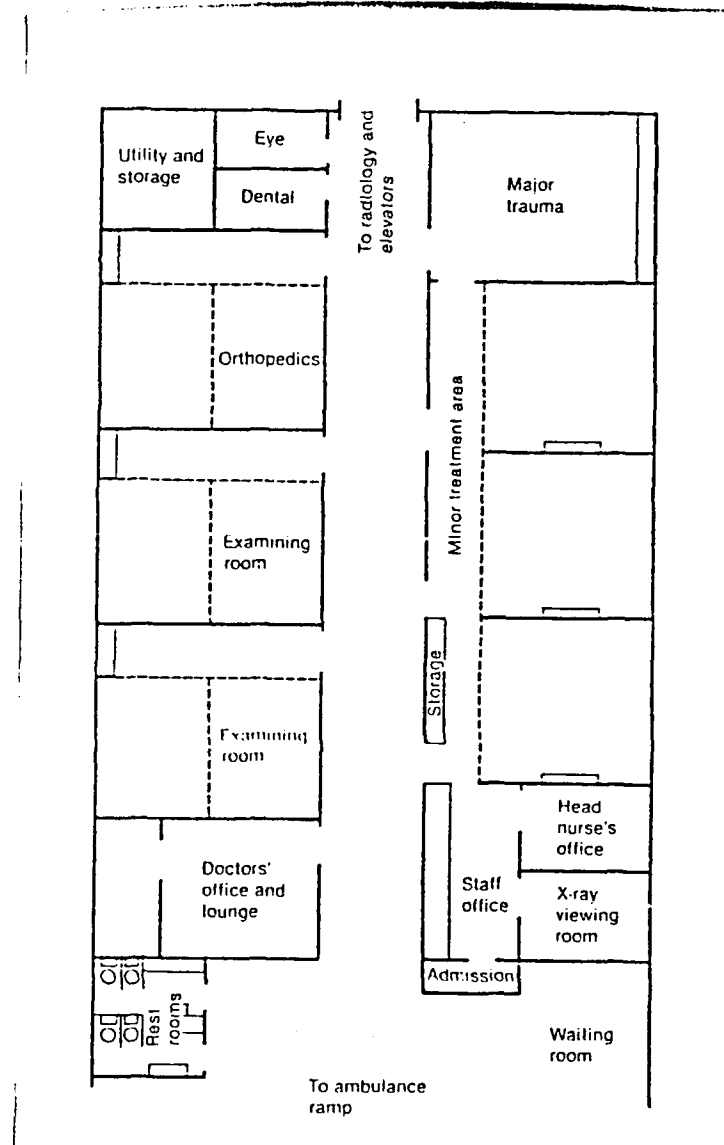 Utility and
storage
Eye
Dental
To radiology and
elevators
Major
trauma
Orthopedics
Minor treatment area
Examining
room
Storage
Examining
room
Head
nurse's
office
Doctors'
office and
lounge
Staff
office
X-ray
viewing
room
Admission
Rest
rooms
Waiting
room
To ambulance
ramp